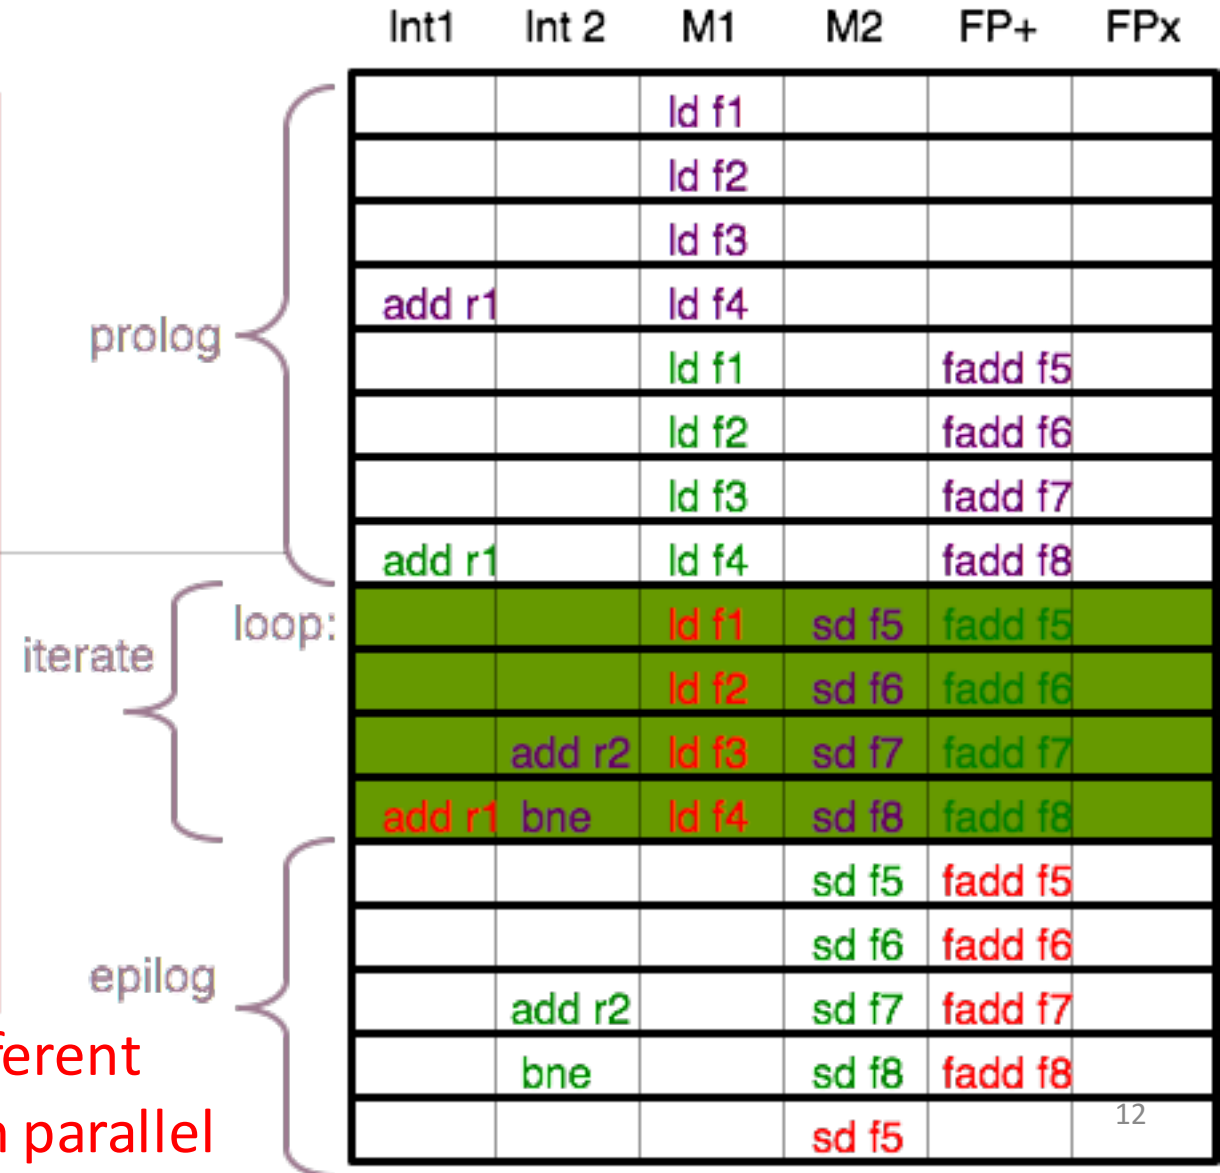 Int1 Int 2 M1 M2 FP+ FPx
ld f1
ld f2
ld f3
add r1 ld f4
prolog
ld f1 fadd f5
ld f2 fadd f6
ld f3 fadd f7
add r1 ld f4 fadd f8
loop: ld f1 sd f5 fadd f5
iterate
ld f2 sd f6 fadd f6
add r2 ld f3 sd f7 fadd f7
add r1 bne ld f4 sd f8 fadd f8
sd f5 fadd f5
sd f6 fadd f6
epilog
add r2 sd f7 fadd f7
bne sd f8 fadd f8
sd f5
12
ferent
parallel